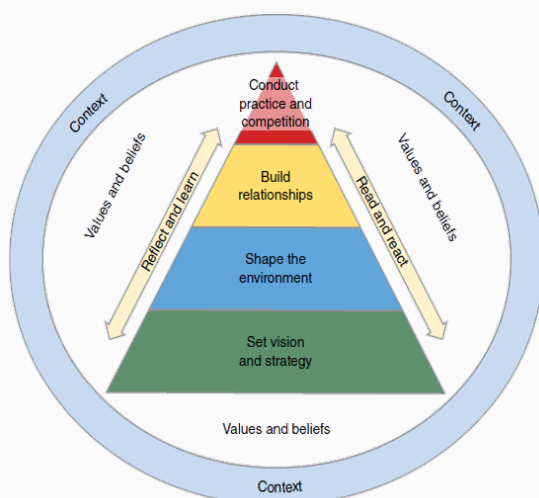 Conduct
practice and
competition
Context
Context
Values and beliefs
Values and beliefs
Build
relationships
Reflect and learn
Read and react
Shape the
environment
Set vision
and strategy
Values and beliefs
Context